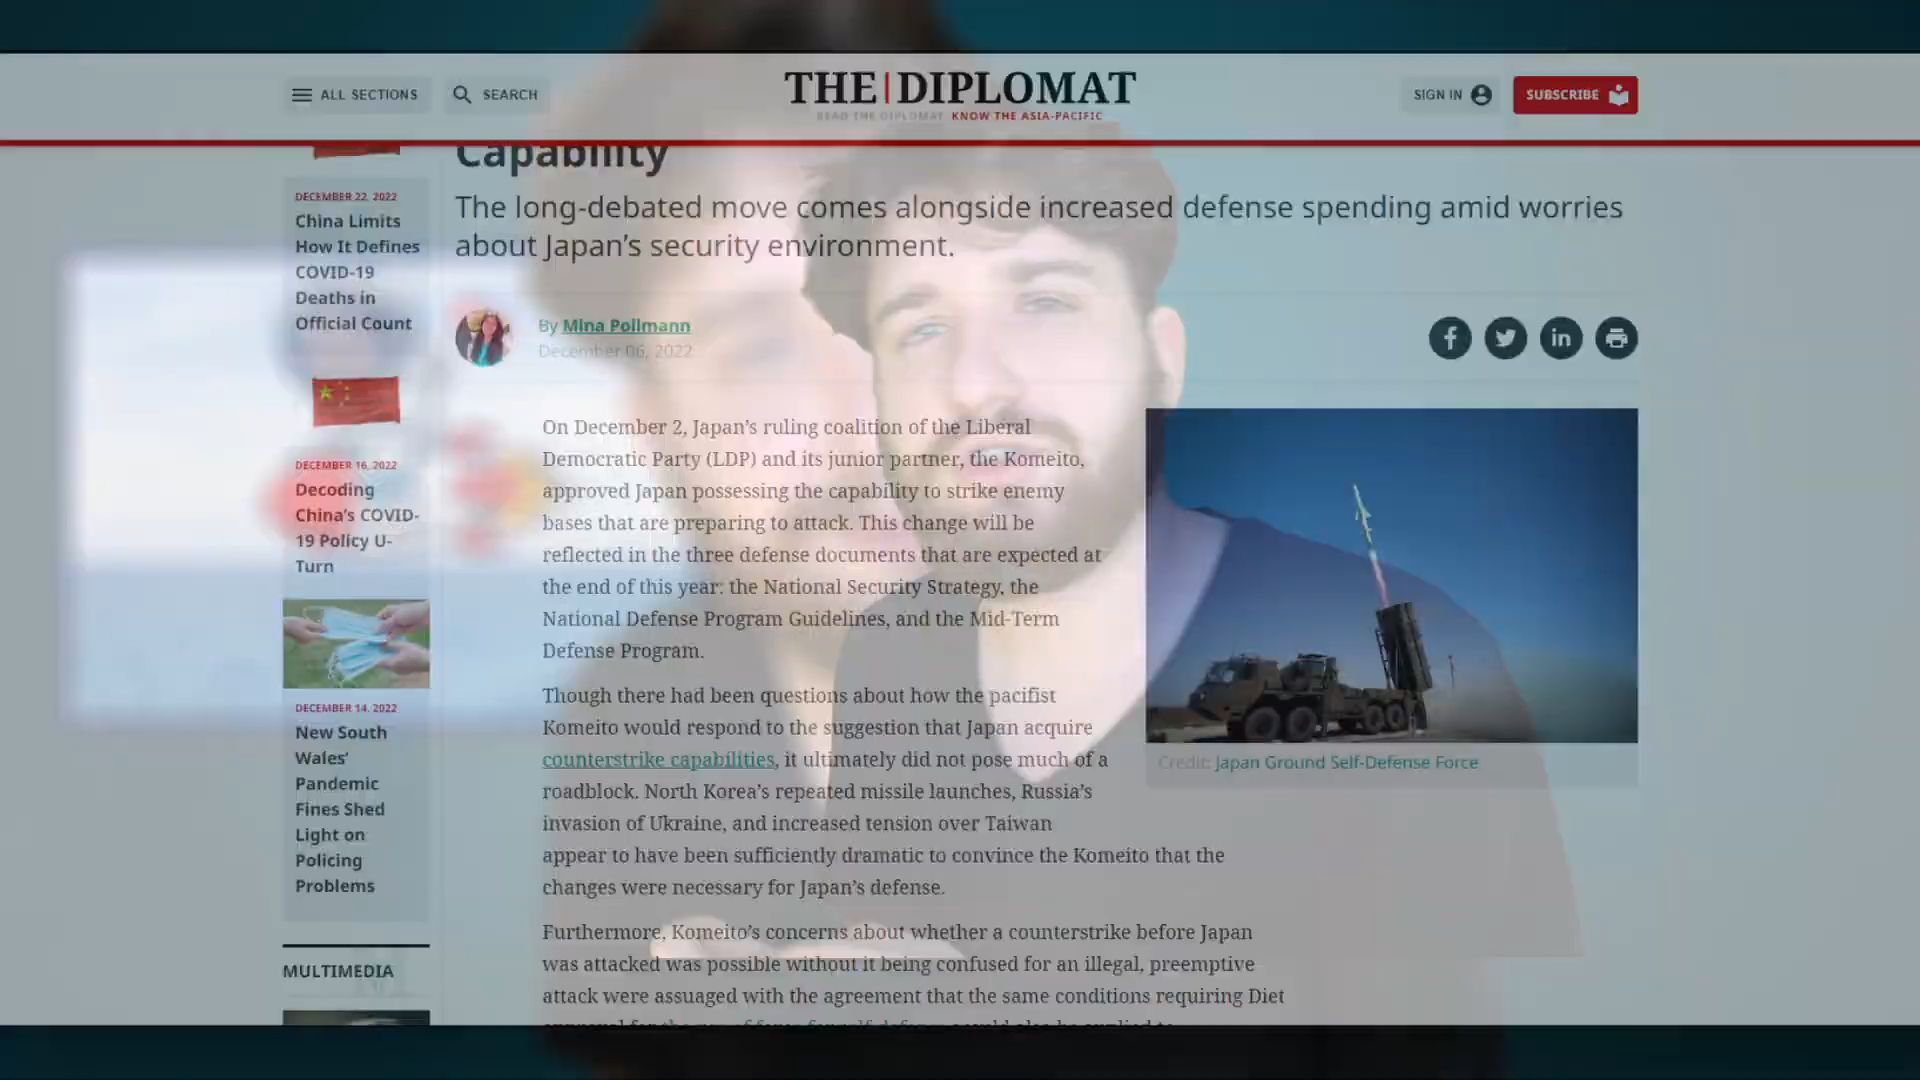 ALL SECTIONS
SEARCH
THE|DIPLOMAT
READ THE DIPLOMAT, KNOW THE ASIA-PACIFIC
SIGN IN
SUBSCRIBE
Capability
The long-debated move comes alongside increased defense spending amid worries
about Japan's security environment.
By Mina Pollmann
December 06, 2022
DECEMBER 22, 2022
China Limits
How It Defines
COVID-19
Deaths in
Official Count
DECEMBER 16, 2022
Decoding
China's COVID-
19 Policy U-
Turn
DECEMBER 14, 2022
New South
Wales'
Pandemic
Fines Shed
Light on
Policing
Problems
MULTIMEDIA
On December 2, Japan's ruling coalition of the Liberal
Democratic Party (LDP) and its junior partner, the Komeito,
approved Japan possessing the capability to strike enemy
bases that are preparing to attack. This change will be
reflected in the three defense documents that are expected at
the end of this year: the National Security Strategy, the
National Defense Program Guidelines, and the Mid-Term
Defense Program.
Though there had been questions about how the pacifist
Komeito would respond to the suggestion that Japan acquire
counterstrike capabilities, it ultimately did not pose much of a
roadblock. North Korea's repeated missile launches, Russia's
invasion of Ukraine, and increased tension over Taiwan
appear to have been sufficiently dramatic to convince the Komeito that the
changes were necessary for Japan's defense.
Furthermore, Komeito's concerns about whether a counterstrike before Japan
was attacked was possible without it being confused for an illegal, preemptive
attack were assuaged with the agreement that the same conditions requiring Diet
Credit: Japan Ground Self-Defense Force